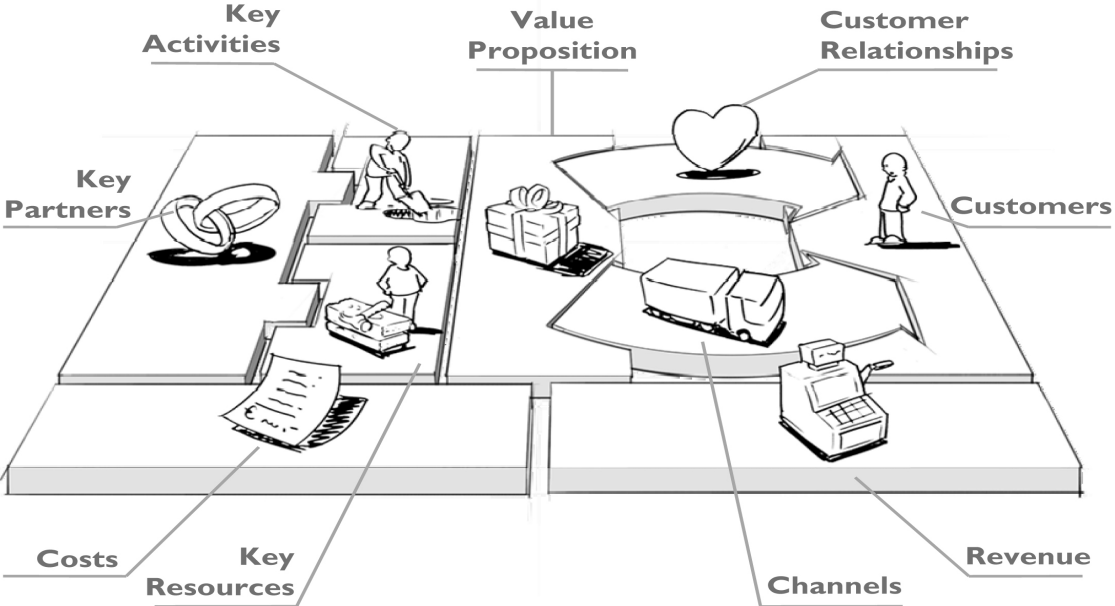 Key
Activities
Value
Proposition
Customer
Relationships
Key
Partners
Customers
Costs
Key
Resources
Channels
Revenue